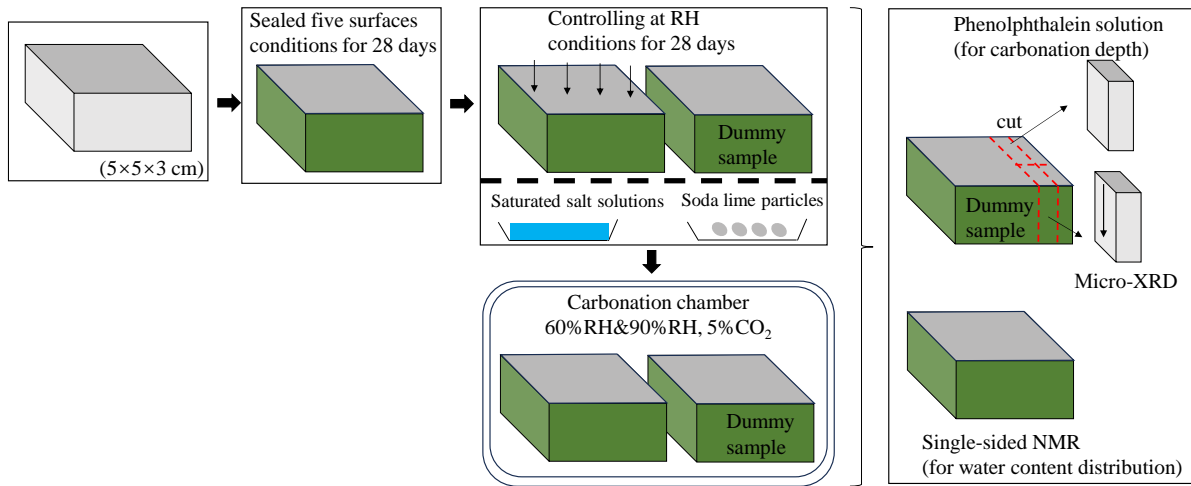 (5×5×3 cm)
Sealed five surfaces
conditions for 28 days
Controlling at RH
conditions for 28 days
Dummy
sample
Saturated salt solutions
Soda lime particles
Carbonation chamber
60%RH&90%RH, 5%CO₂
Dummy
sample
Phenolphthalein solution
(for carbonation depth)
cut
Dummy
sample
Micro-XRD
Single-sided NMR
(for water content distribution)